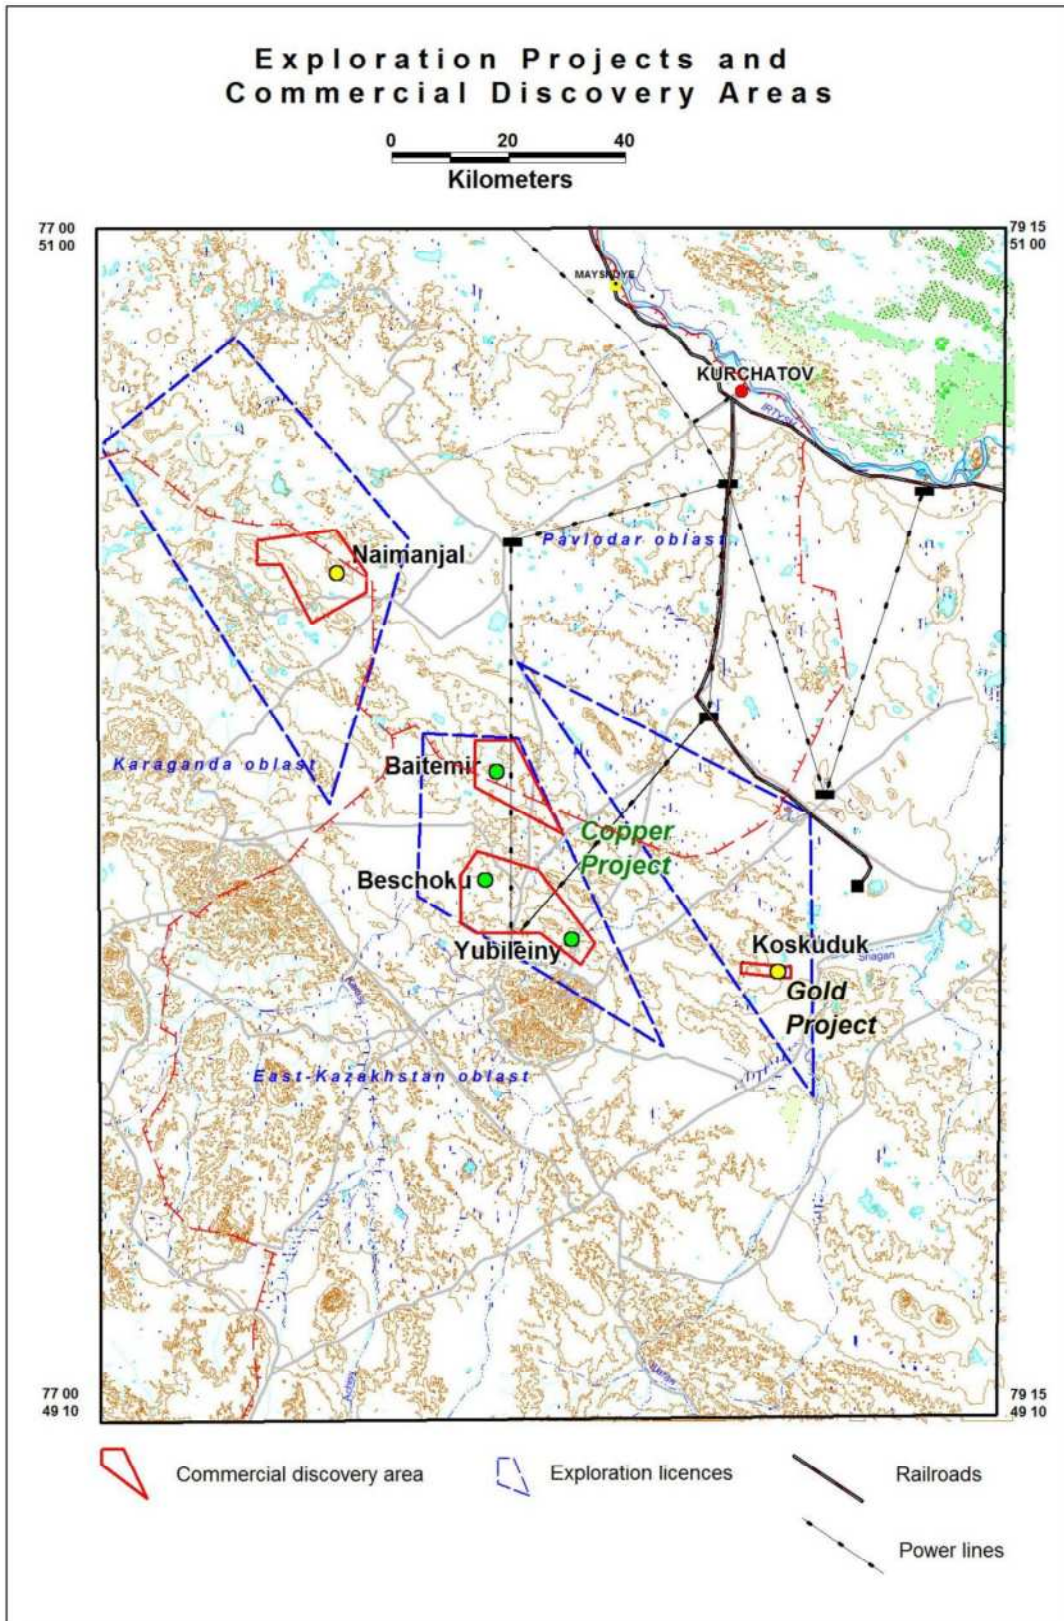 Exploration Projects and
Commercial Discovery Areas
0 20 40
Kilometers
77 00
51 00
79 15
51 00
MAYSKOYE
KURCHATOV
IRTYSH
Pavlodar oblast
Naimanjal
Karaganda oblast
Baitemir
Copper
Project
Beschoku
Yubileiny
Koskuduk
Gold
Project
East-Kazakhstan oblast
77 00
49 10
79 15
49 10
Commercial discovery area
Exploration licences
Railroads
Power lines